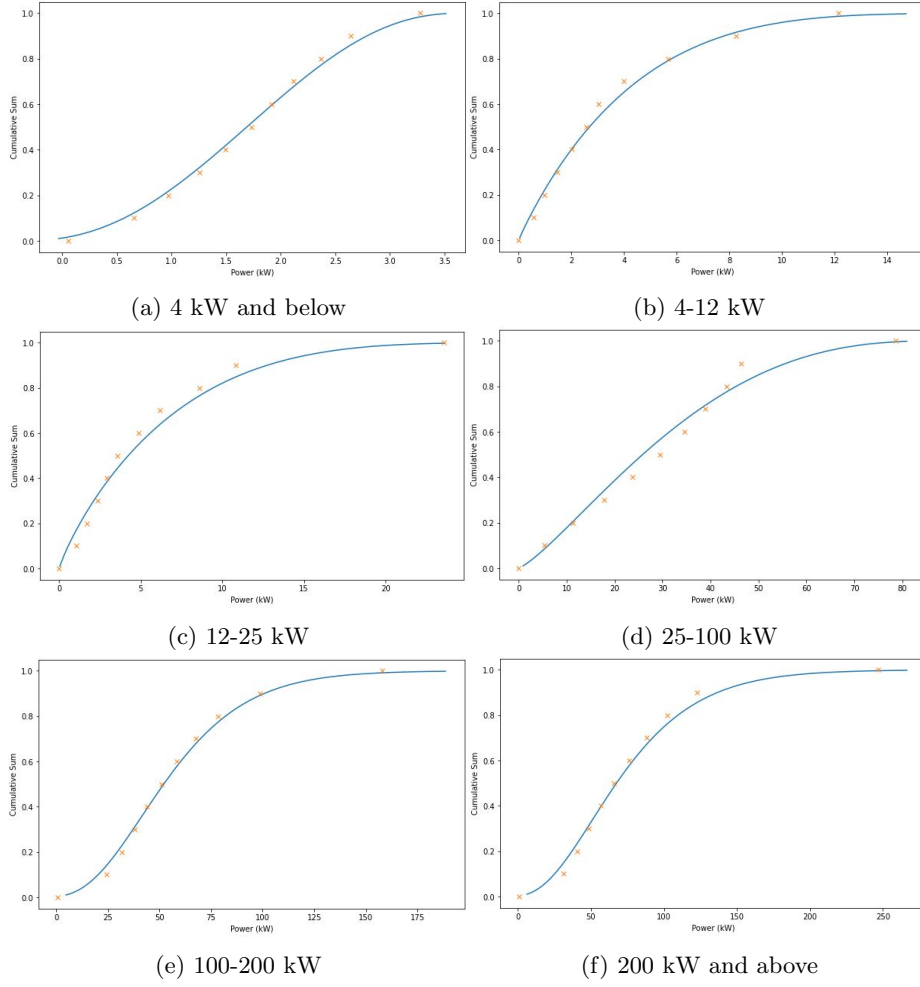 1.0
0.8
0.6
0.4
0.2
0.0
Cumulative Sum
0.0 0.5 1.0 1.5 2.0 2.5 3.0 3.5
Power (kW)
(a) 4 kW and below
1.0
0.8
0.6
0.4
0.2
0.0
Cumulative Sum
0 2 4 6 8 10 12 14
Power (kW)
(b) 4-12 kW
1.0
0.8
0.6
0.4
0.2
0.0
Cumulative Sum
0 5 10 15 20
Power (kW)
(c) 12-25 kW
1.0
0.8
0.6
0.4
0.2
0.0
Cumulative Sum
0 10 20 30 40 50 60 70 80
Power (kW)
(d) 25-100 kW
1.0
0.8
0.6
0.4
0.2
0.0
Cumulative Sum
0 25 50 75 100 125 150 175
Power (kW)
(e) 100-200 kW
1.0
0.8
0.6
0.4
0.2
0.0
Cumulative Sum
0 50 100 150 200 250
Power (kW)
(f) 200 kW and above